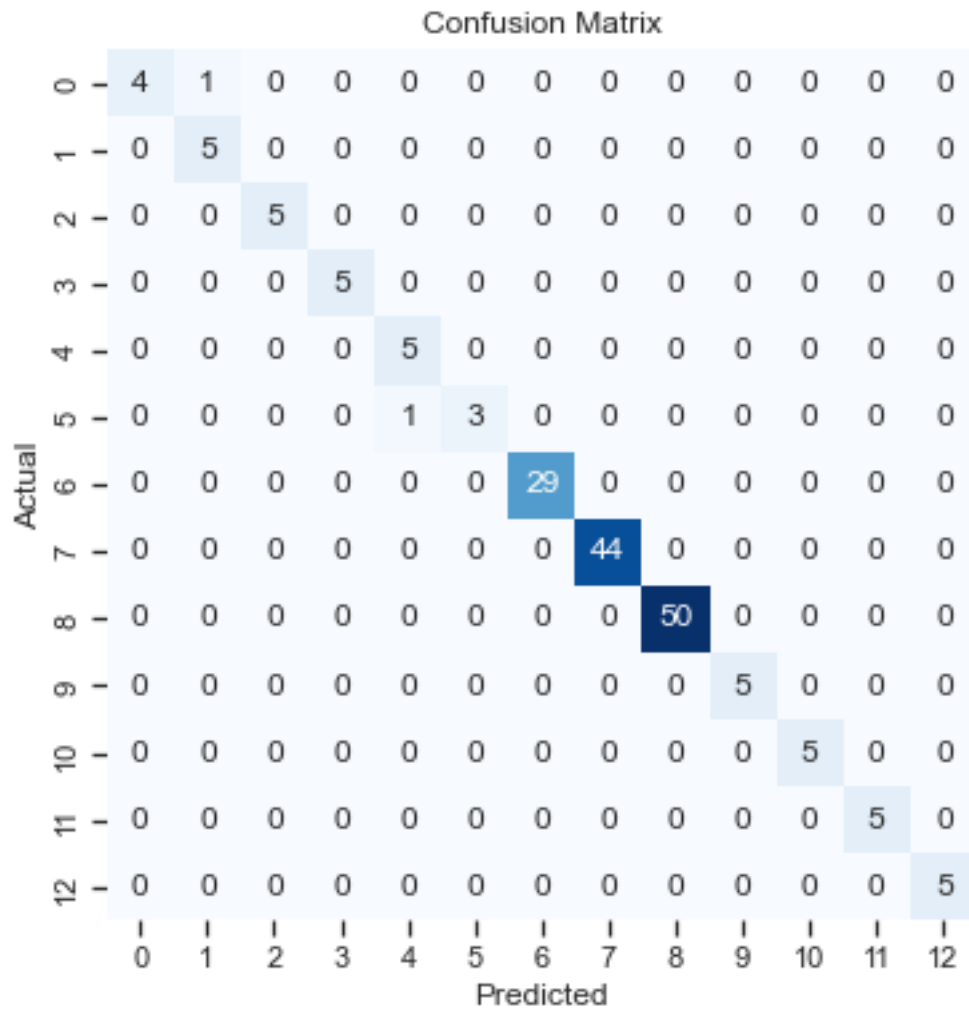 Confusion Matrix
0 4 1 0 0 0 0 0 0 0 0 0 0 0
1 0 5 0 0 0 0 0 0 0 0 0 0 0
2 0 0 5 0 0 0 0 0 0 0 0 0 0
3 0 0 0 5 0 0 0 0 0 0 0 0 0
4 0 0 0 0 5 0 0 0 0 0 0 0 0
5 0 0 0 0 1 3 0 0 0 0 0 0 0
6 0 0 0 0 0 0 29 0 0 0 0 0 0
7 0 0 0 0 0 0 0 44 0 0 0 0 0
8 0 0 0 0 0 0 0 0 50 0 0 0 0
9 0 0 0 0 0 0 0 0 0 5 0 0 0
10 0 0 0 0 0 0 0 0 0 0 5 0 0
11 0 0 0 0 0 0 0 0 0 0 0 5 0
12 0 0 0 0 0 0 0 0 0 0 0 0 5
Actual
0 1 2 3 4 5 6 7 8 9 10 11 12
Predicted